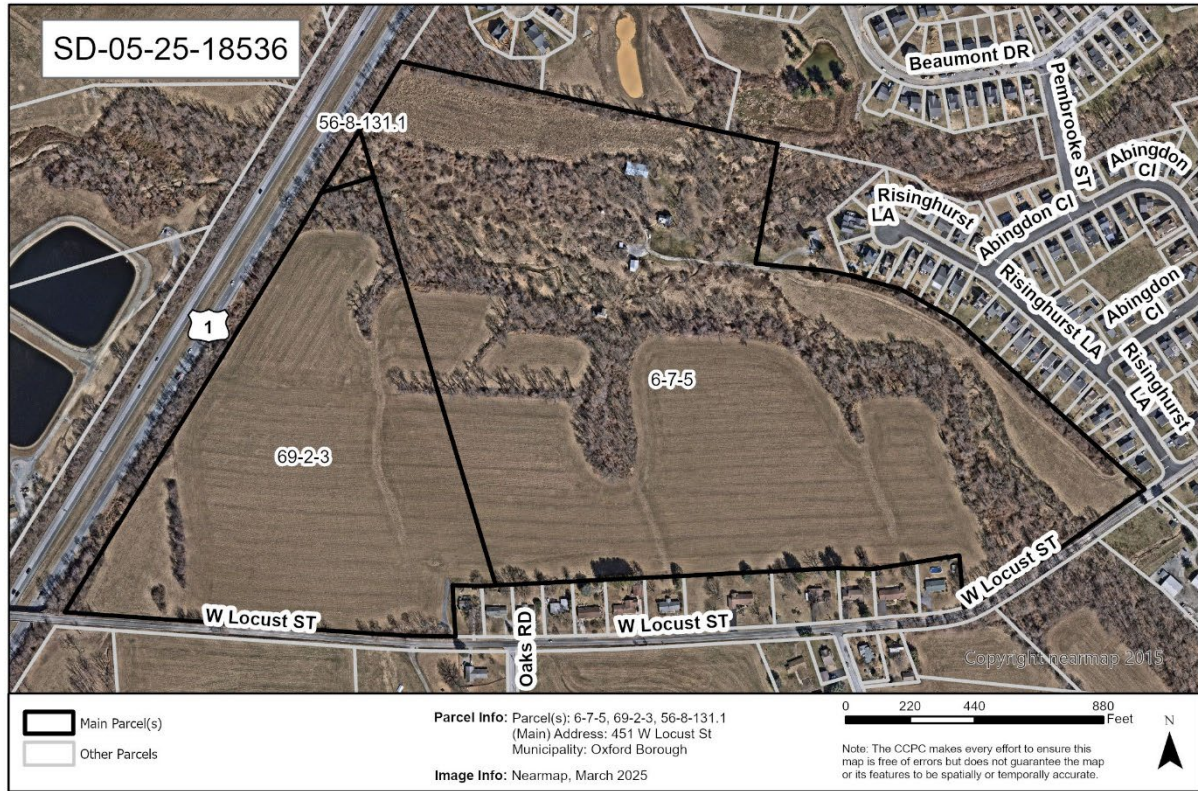 SD-05-25-18536
Beaumont DR
Pembrooke ST
56-8-131.1
Abingdon CI
Risinghurst LA
Abingdon CI
Risinghurst LA
Abingdon CI
Risinghurst LA
1
6-7-5
69-2-3
W Locust ST
W Locust ST
W Locust ST
Oaks RD
Copyright nearmap 2015
Main Parcel(s)
Other Parcels
Parcel Info: Parcel(s): 6-7-5, 69-2-3, 56-8-131.1
(Main) Address: 451 W Locust St
Municipality: Oxford Borough
Image Info: Nearmap, March 2025
0 220 440 880
Feet
N
Note: The CCPC makes every effort to ensure this
map is free of errors but does not guarantee the map
or its features to be spatially or temporally accurate.